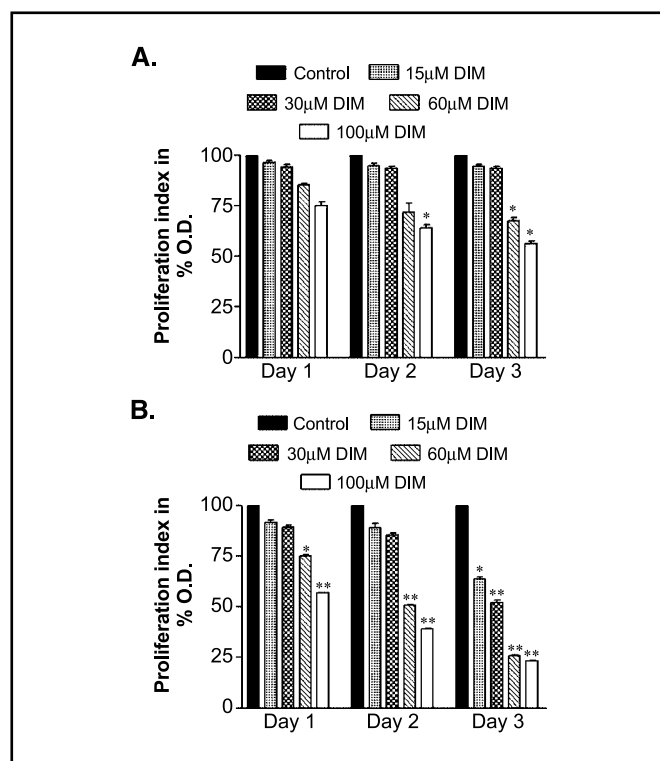 A.
Control 15μM DIM
30μM DIM 60μM DIM
100μM DIM
Proliferation index in
% O.D.
100
75
50
25
0
* * *
*
Day 1 Day 2 Day 3
B.
Control 15μM DIM
30μM DIM 60μM DIM
100μM DIM
Proliferation index in
% O.D.
100
75
50
25
0
* ** ** ** * ** ** **
Day 1 Day 2 Day 3